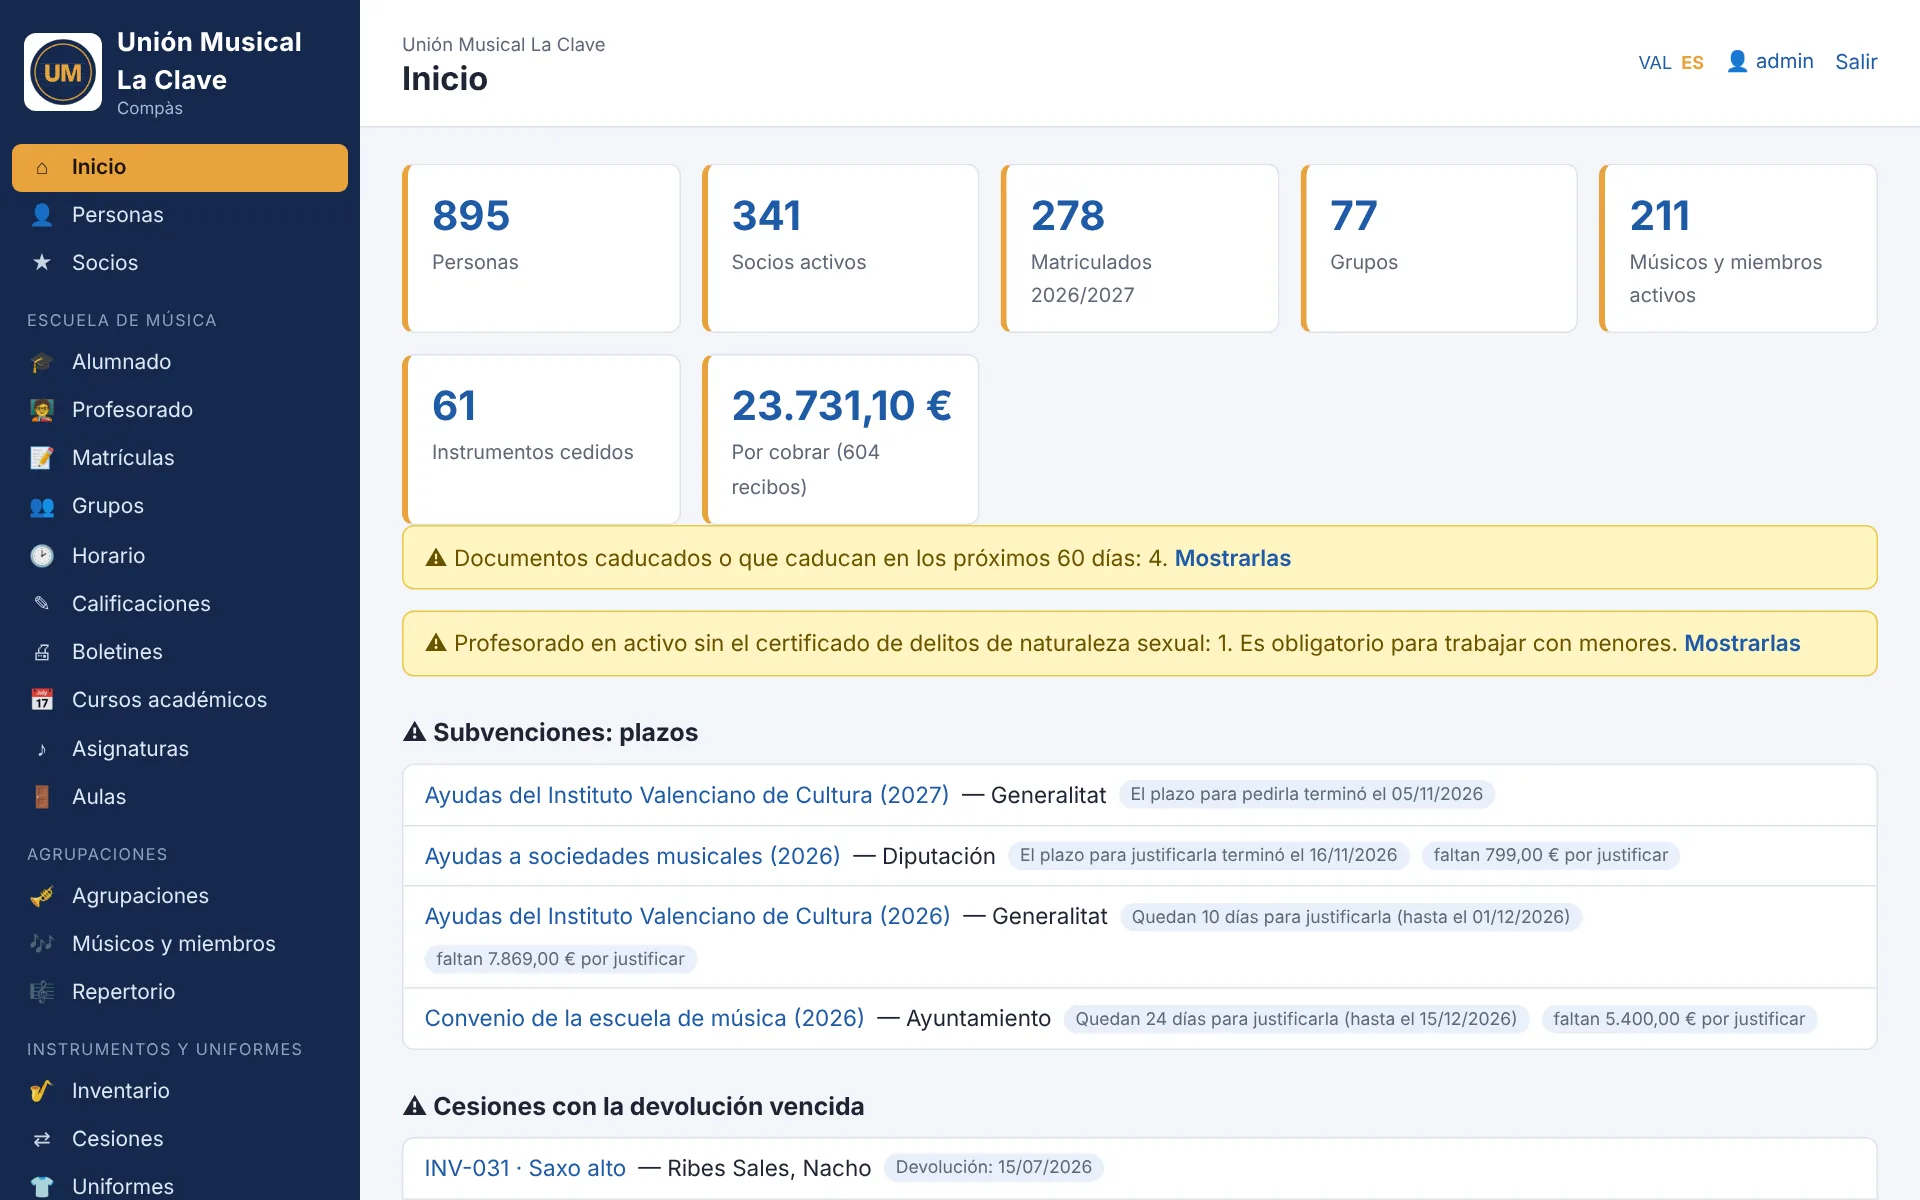 UM
Unión Musical
La Clave
Compàs
Inicio
Personas
Socios
ESCUELA DE MÚSICA
Alumnado
Profesorado
Matrículas
Grupos
Horario
Calificaciones
Boletines
Cursos académicos
Asignaturas
Aulas
AGRUPACIONES
Agrupaciones
Músicos y miembros
Repertorio
INSTRUMENTOS Y UNIFORMES
Inventario
Cesiones
Uniformes
Unión Musical La Clave
Inicio
VAL ES admin Salir
895
Personas
341
Socios activos
278
Matriculados
2026/2027
77
Grupos
211
Músicos y miembros
activos
61
Instrumentos cedidos
23.731,10 €
Por cobrar (604
recibos)
⚠ Documentos caducados o que caducan en los próximos 60 días: 4. Mostrarlas
⚠ Profesorado en activo sin el certificado de delitos de naturaleza sexual: 1. Es obligatorio para trabajar con menores. Mostrarlas
⚠ Subvenciones: plazos
Ayudas del Instituto Valenciano de Cultura (2027) — Generalitat El plazo para pedirla terminó el 05/11/2026
Ayudas a sociedades musicales (2026) — Diputación El plazo para justificarla terminó el 16/11/2026 faltan 799,00 € por justificar
Ayudas del Instituto Valenciano de Cultura (2026) — Generalitat Quedan 10 días para justificarla (hasta el 01/12/2026)
faltan 7.869,00 € por justificar
Convenio de la escuela de música (2026) — Ayuntamiento Quedan 24 días para justificarla (hasta el 15/12/2026) faltan 5.400,00 € por justificar
⚠ Cesiones con la devolución vencida
INV-031 · Saxo alto — Ribes Sales, Nacho Devolución: 15/07/2026